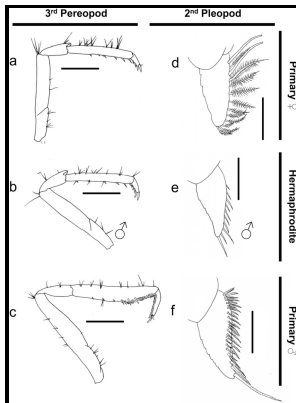 3rd Pereopod
2nd Pleopod
a
d
Primary ♀
b
♂
e
♂
Hermaphrodite
c
f
Primary ♂